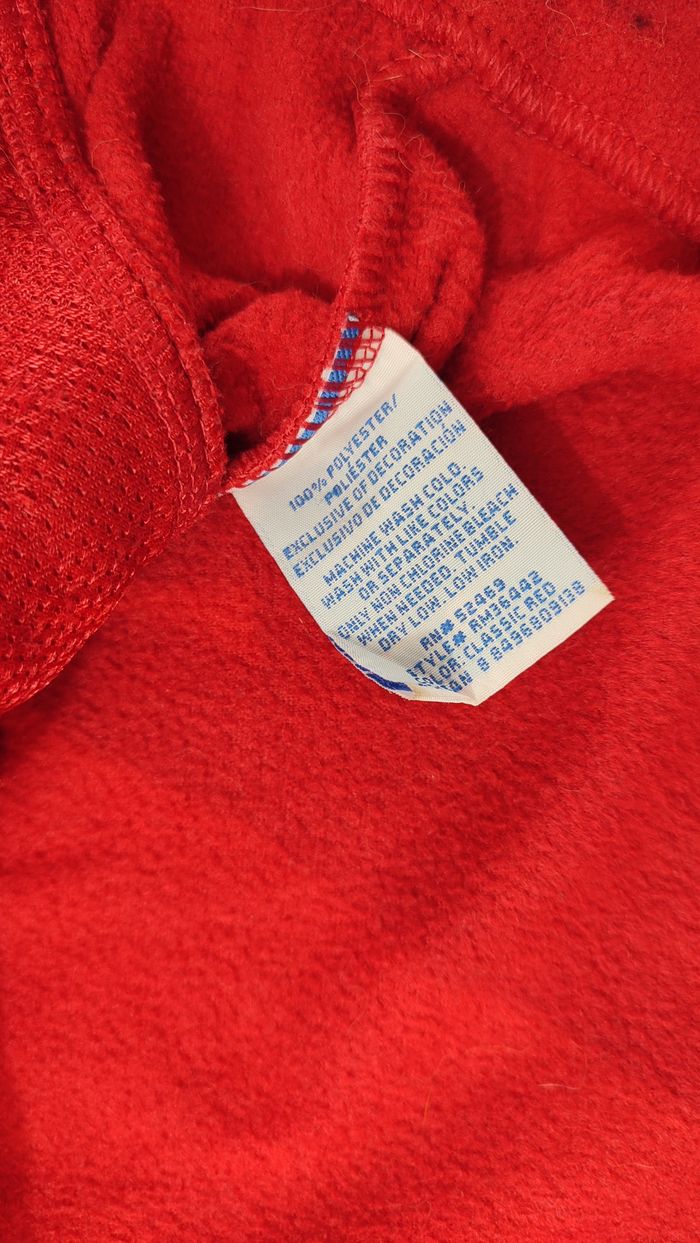 100% POLYESTER/
POLIÉSTER
EXCLUSIVE OF DECORATION
EXCLUSIVO DE DECORACIÓN
MACHINE WASH COLD.
WASH WITH LIKE COLORS
OR SEPARATELY.
ONLY NON CHLORINE BLEACH
WHEN NEEDED. TUMBLE
DRY LOW. LOW IRON.
RN# 52469
STYLE# RM36442
COLOR: CLASSIC RED